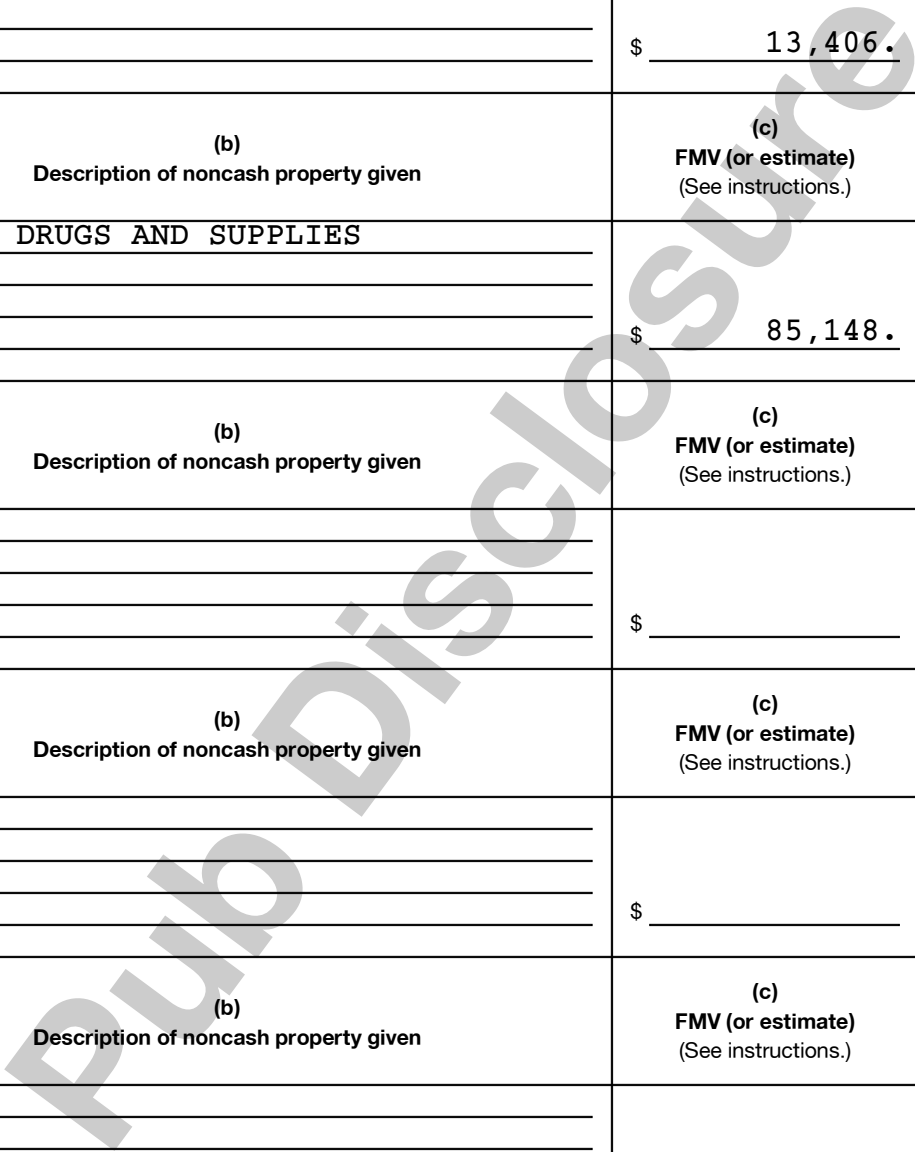 $ 13,406.
(b)
Description of noncash property given
(c)
FMV (or estimate)
(See instructions.)
DRUGS AND SUPPLIES
$ 85,148.
(b)
Description of noncash property given
(c)
FMV (or estimate)
(See instructions.)
$
(b)
Description of noncash property given
(c)
FMV (or estimate)
(See instructions.)
$
(b)
Description of noncash property given
(c)
FMV (or estimate)
(See instructions.)
Pub Disclosure